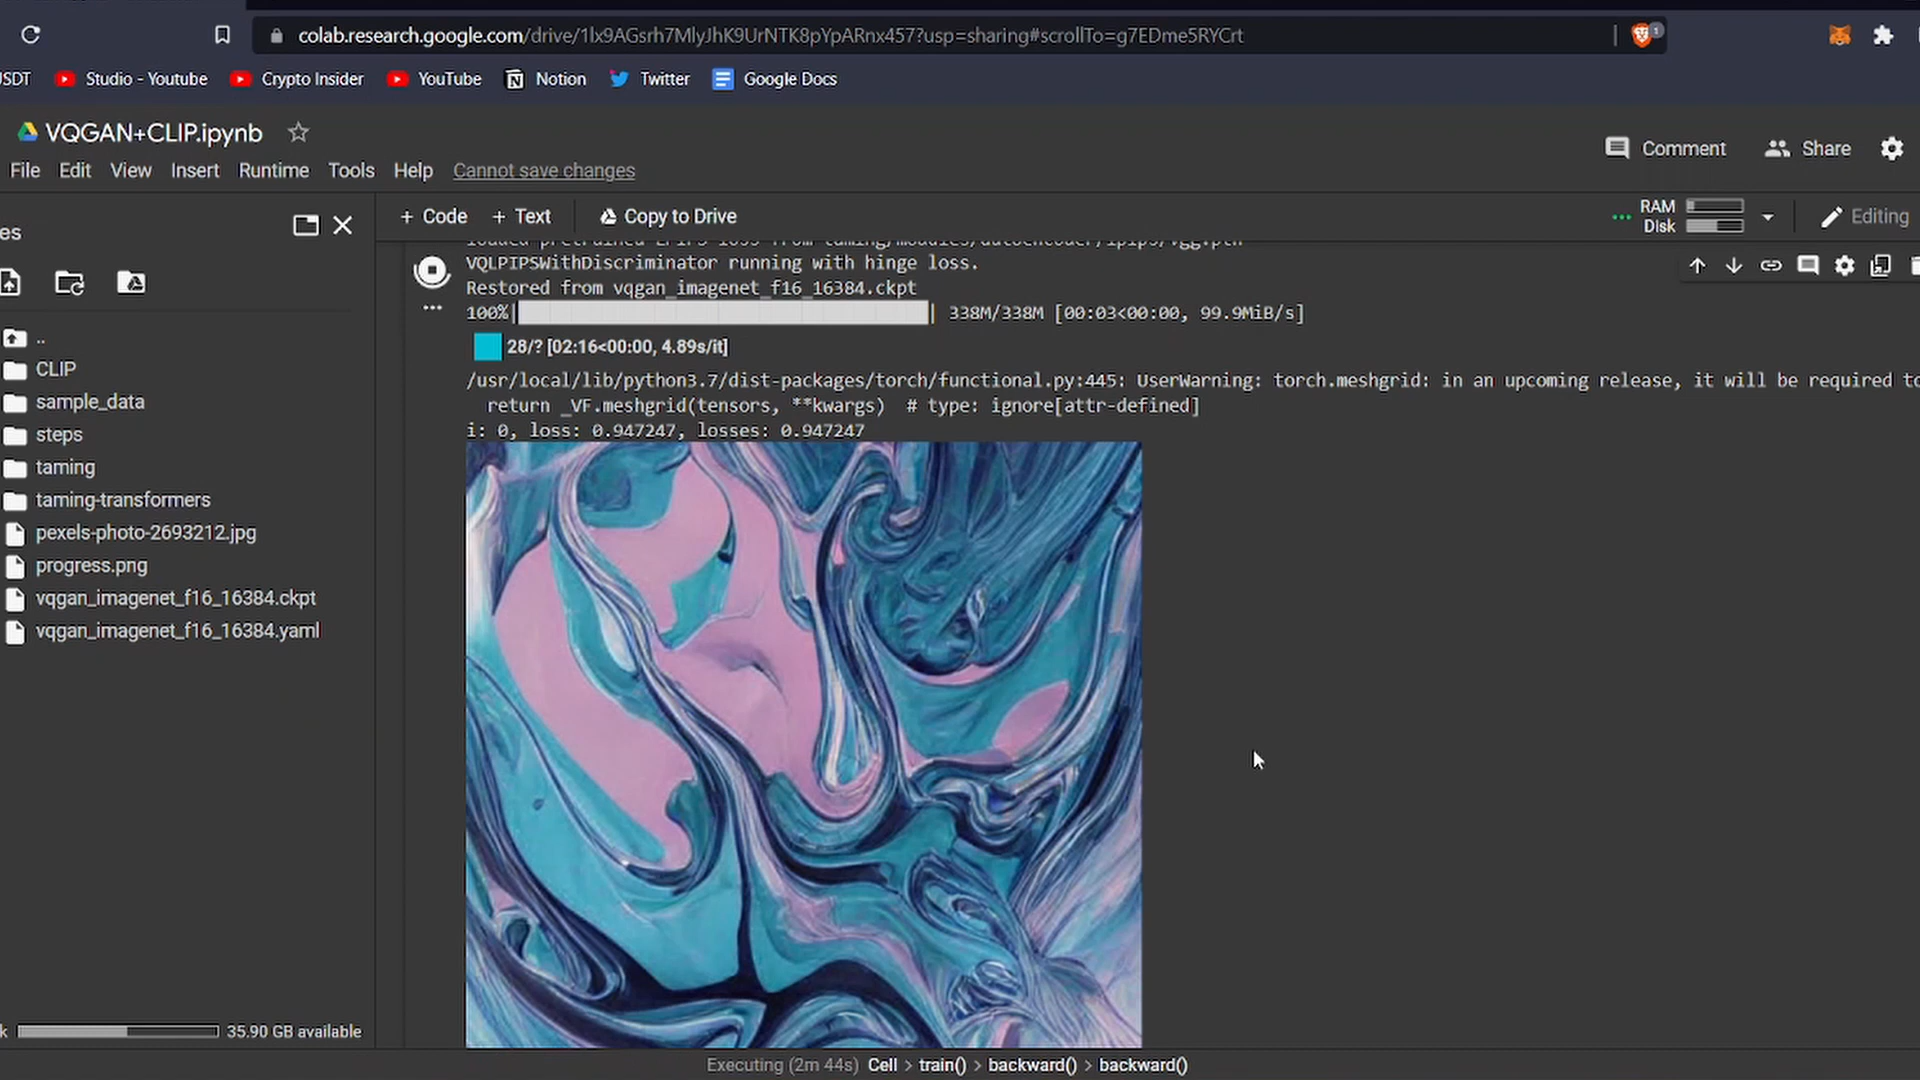 colab.research.google.com/drive/1lx9AGsrh7MlyJhK9UrNTK8pYpARnx457?usp=sharing#scrollTo=g7EDme5RYCrt
1
Studio - Youtube Crypto Insider YouTube Notion Twitter Google Docs
VQGAN+CLIP.ipynb
Comment Share
File Edit View Insert Runtime Tools Help Cannot save changes
+ Code + Text Copy to Drive
RAM
Disk
Editing
VQLPIPSWithDiscriminator running with hinge loss.
Restored from vqgan_imagenet_f16_16384.ckpt
100%| | 338M/338M [00:03<00:00, 99.9MiB/s]
28/? [02:16<00:00, 4.89s/it]
/usr/local/lib/python3.7/dist-packages/torch/functional.py:445: UserWarning: torch.meshgrid: in an upcoming release, it will be required to
return _VF.meshgrid(tensors, **kwargs) # type: ignore[attr-defined]
i: 0, loss: 0.947247, losses: 0.947247
..
CLIP
sample_data
steps
taming
taming-transformers
pexels-photo-2693212.jpg
progress.png
vqgan_imagenet_f16_16384.ckpt
vqgan_imagenet_f16_16384.yaml
35.90 GB available
Executing (2m 44s) Cell > train() > backward() > backward()